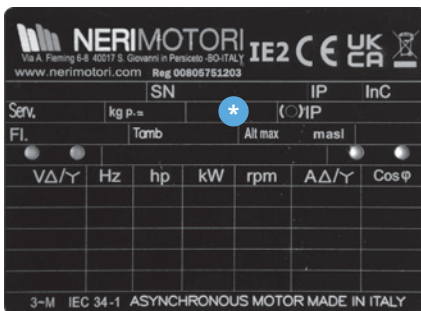 NERIMOTORI IE2 CE UK CA
Via A. Fleming 6-8 40017 S. Giovanni in Persiceto -BO-ITALY
www.nerimotori.com Reg 00805751203
SN IP InC
Serv. kg p.= * IP
Fl. Tamb Alt max masl
VΔ/Y Hz hp kW rpm AΔ/Y Cosφ
3~M IEC 34-1 ASYNCHRONOUS MOTOR MADE IN ITALY